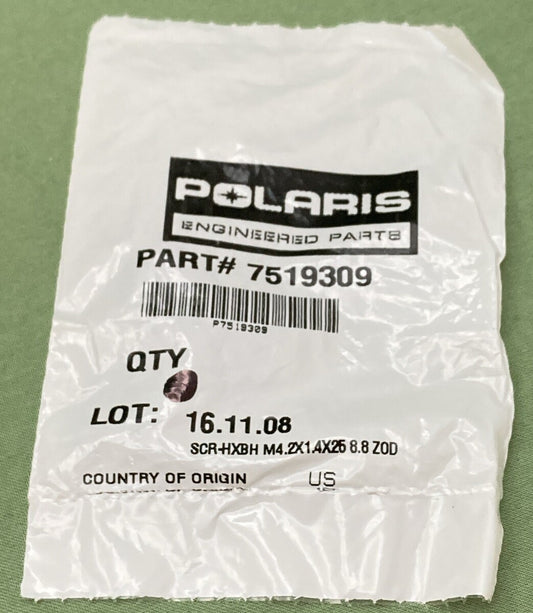 POLARIS
ENGINEERED PARTS
PART# 7519309
P7519309
QTY
LOT: 16.11.08
SCR-HXBH M4.2X1.4X25 8.8 ZOD
COUNTRY OF ORIGIN US